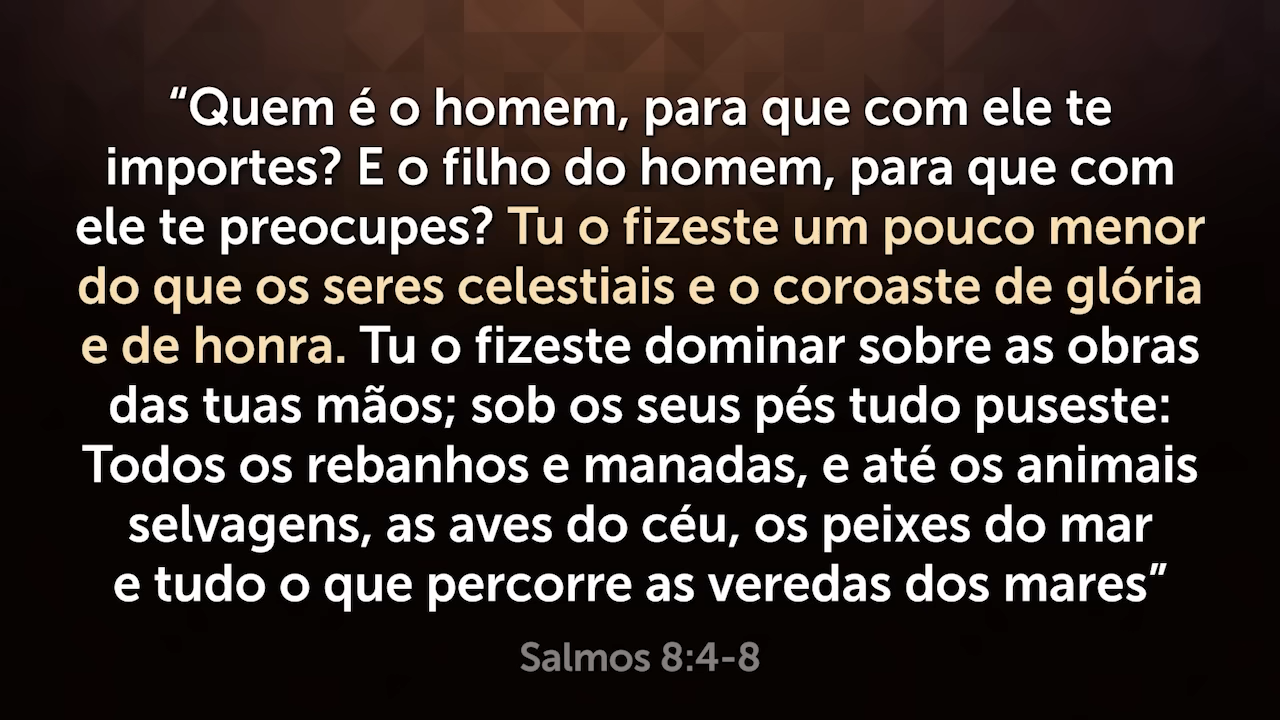 “Quem é o homem, para que com ele te
importes? E o filho do homem, para que com
ele te preocupes? Tu o fizeste um pouco menor
do que os seres celestiais e o coroaste de glória
e de honra. Tu o fizeste dominar sobre as obras
das tuas mãos; sob os seus pés tudo puseste:
Todos os rebanhos e manadas, e até os animais
selvagens, as aves do céu, os peixes do mar
e tudo o que percorre as veredas dos mares”
Salmos 8:4-8